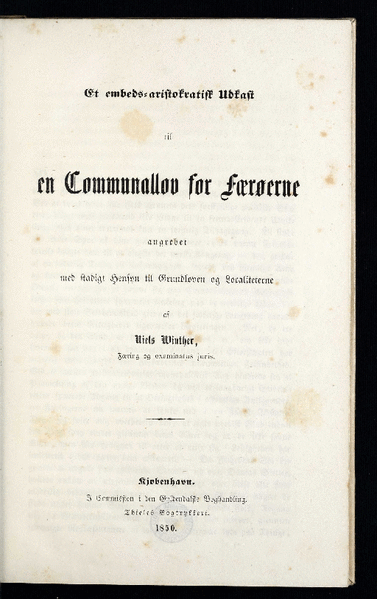 Et embeds-aristokratisk Udkast
til
en Communallov for Færøerne
angrebet
med stadigt Hensyn til Grundloven og Localiteterne
af
Niels Winther,
Færing og examinatus juris.
Kjøbenhavn.
I Commission i den Gyldendalske Boghandling.
Thieles Bogtrykkeri.
1850.